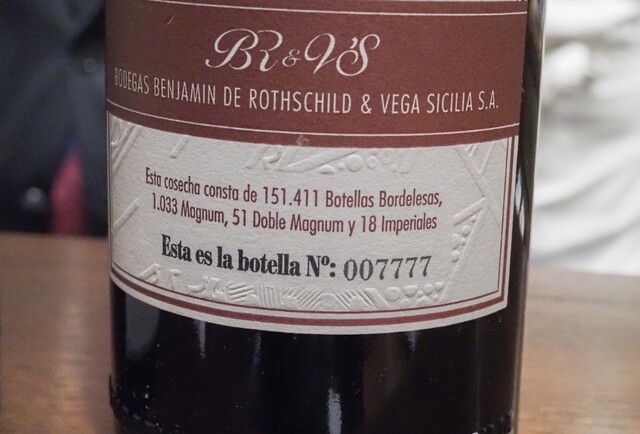 BR&VS
BODEGAS BENJAMIN DE ROTHSCHILD & VEGA SICILIA S.A.
Esta cosecha consta de 151.411 Botellas Bordelesas,
1.033 Magnum, 51 Doble Magnum y 18 Imperiales
Esta es la botella Nº: 007777